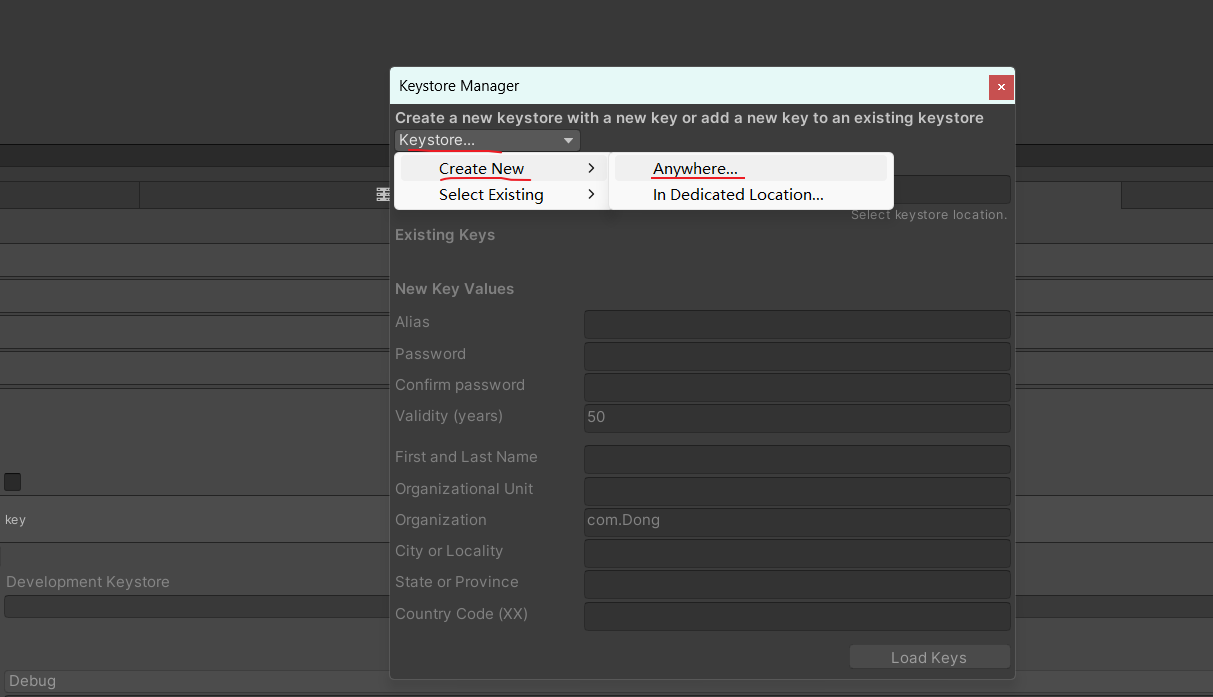 Keystore Manager
×
Create a new keystore with a new key or add a new key to an existing keystore
Keystore...
Create New
Anywhere...
Select Existing
In Dedicated Location...
Select keystore location.
Existing Keys
New Key Values
Alias
Password
Confirm password
Validity (years) 50
First and Last Name
Organizational Unit
key
Organization com.Dong
City or Locality
Development Keystore
State or Province
Country Code (XX)
Load Keys
Debug